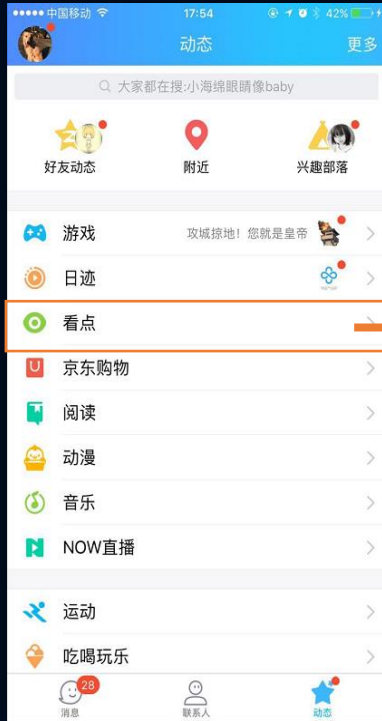 中国移动 17:54 42%
动态 更多
大家都在搜:小海绵眼睛像baby
好友动态 附近 兴趣部落
游戏 攻城掠地！您就是皇帝
日迹
看点
京东购物
阅读
动漫
音乐
NOW直播
运动
吃喝玩乐
28
消息 联系人 动态